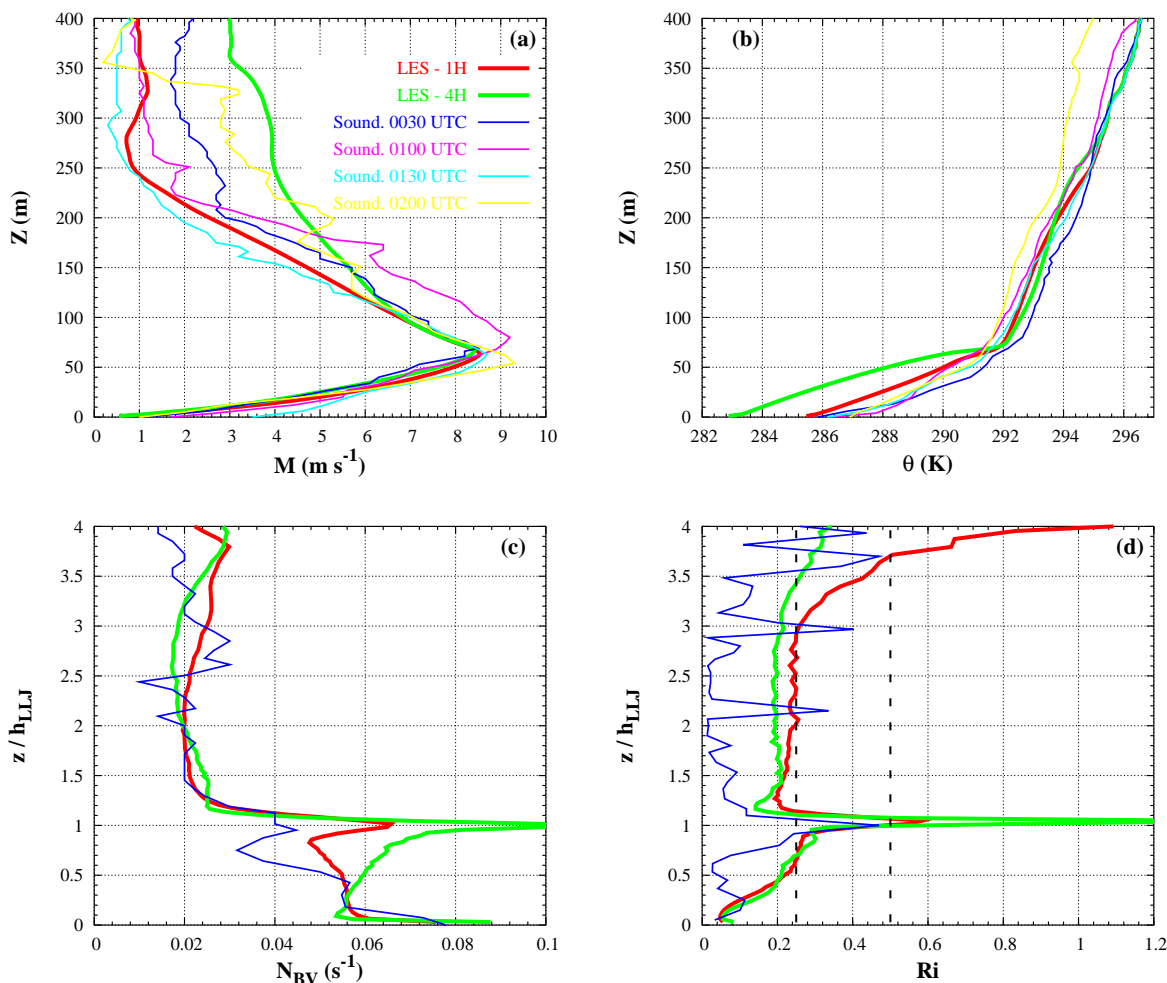 400
350
300
250
200
150
100
50
0
Z (m)
0 1 2 3 4 5 6 7 8 9 10
M (m s-1)
(a)
LES - 1H
LES - 4H
Sound. 0030 UTC
Sound. 0100 UTC
Sound. 0130 UTC
Sound. 0200 UTC
400
350
300
250
200
150
100
50
0
Z (m)
282 284 286 288 290 292 294 296
θ (K)
(b)
4
3.5
3
2.5
2
1.5
1
0.5
0
z / hLLJ
0 0.02 0.04 0.06 0.08 0.1
NBV (s-1)
(c)
4
3.5
3
2.5
2
1.5
1
0.5
0
z / hLLJ
0 0.2 0.4 0.6 0.8 1 1.2
Ri
(d)